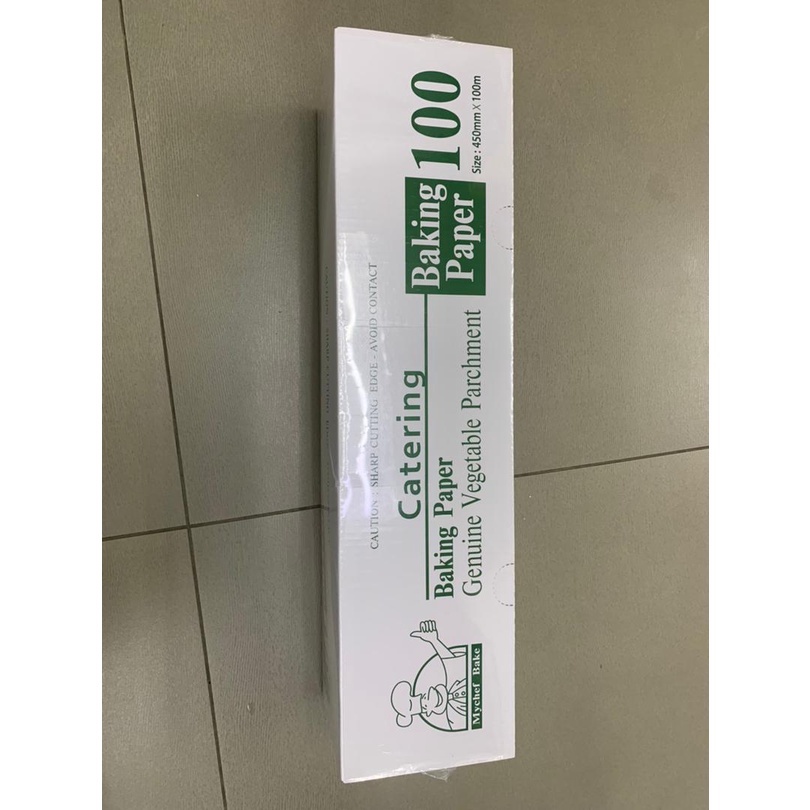 CAUTION : SHARP CUTTING EDGE - AVOID CONTACT
Catering
Baking Paper
Genuine Vegetable Parchment
Baking
Paper
100
Size : 450mm X 100m
Mychef Bake